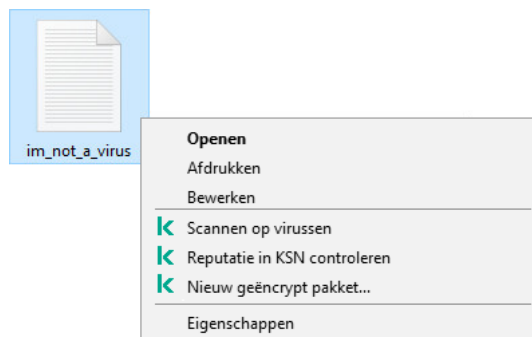 im_not_a_virus
Openen
Afdrukken
Bewerken
Scannen op virussen
Reputatie in KSN controleren
Nieuw geëncrypt pakket...
Eigenschappen